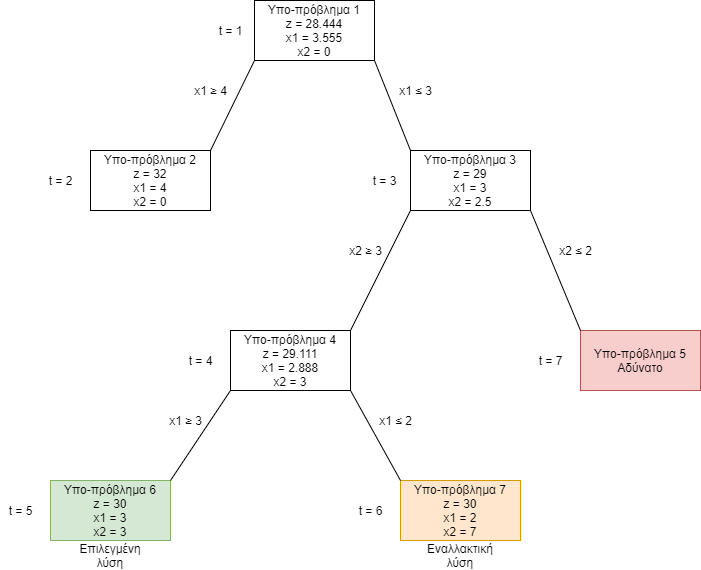 Υπο-πρόβλημα 1
z = 28.444
x1 = 3.555
x2 = 0
t = 1
x1 ≥ 4
x1 ≤ 3
Υπο-πρόβλημα 2
z = 32
x1 = 4
x2 = 0
t = 2
Υπο-πρόβλημα 3
z = 29
x1 = 3
x2 = 2.5
t = 3
x2 ≥ 3
x2 ≤ 2
Υπο-πρόβλημα 4
z = 29.111
x1 = 2.888
x2 = 3
t = 4
Υπο-πρόβλημα 5
Αδύνατο
t = 7
x1 ≥ 3
x1 ≤ 2
Υπο-πρόβλημα 6
z = 30
x1 = 3
x2 = 3
t = 5
Επιλεγμένη
λύση
Υπο-πρόβλημα 7
z = 30
x1 = 2
x2 = 7
t = 6
Εναλλακτική
λύση